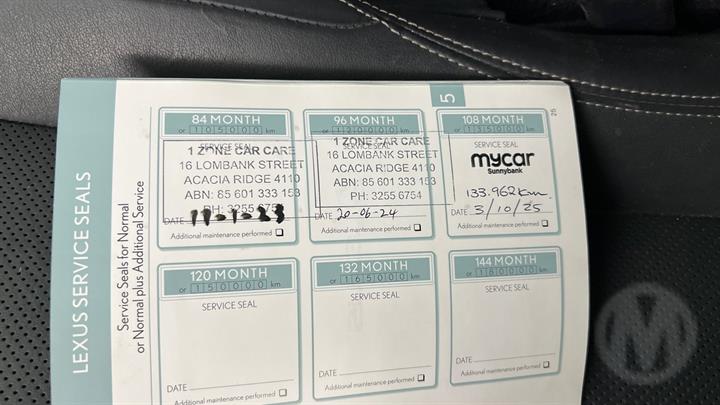 LEXUS SERVICE SEALS
Service Seals for Normal
or Normal plus Additional Service
5
25
84 MONTH
or 105000 km
SERVICE SEAL
1 ZONE CAR CARE
16 LOMBANK STREET
ACACIA RIDGE 4110
ABN: 85 601 333 153
PH: 3255 6754
DATE 11-1-23
Additional maintenance performed
96 MONTH
or 120000 km
SERVICE SEAL
1 ZONE CAR CARE
16 LOMBANK STREET
ACACIA RIDGE 4110
ABN: 85 601 333 153
PH: 3255 6754
DATE 20-06-24
Additional maintenance performed
108 MONTH
or 135000 km
SERVICE SEAL
mycar
Sunnybank
133.962km
DATE 3/10/25
Additional maintenance performed
120 MONTH
or 150000 km
SERVICE SEAL
DATE
Additional maintenance performed
132 MONTH
or 165000 km
SERVICE SEAL
DATE
Additional maintenance performed
144 MONTH
or 180000 km
SERVICE SEAL
DATE
Additional maintenance performed
M